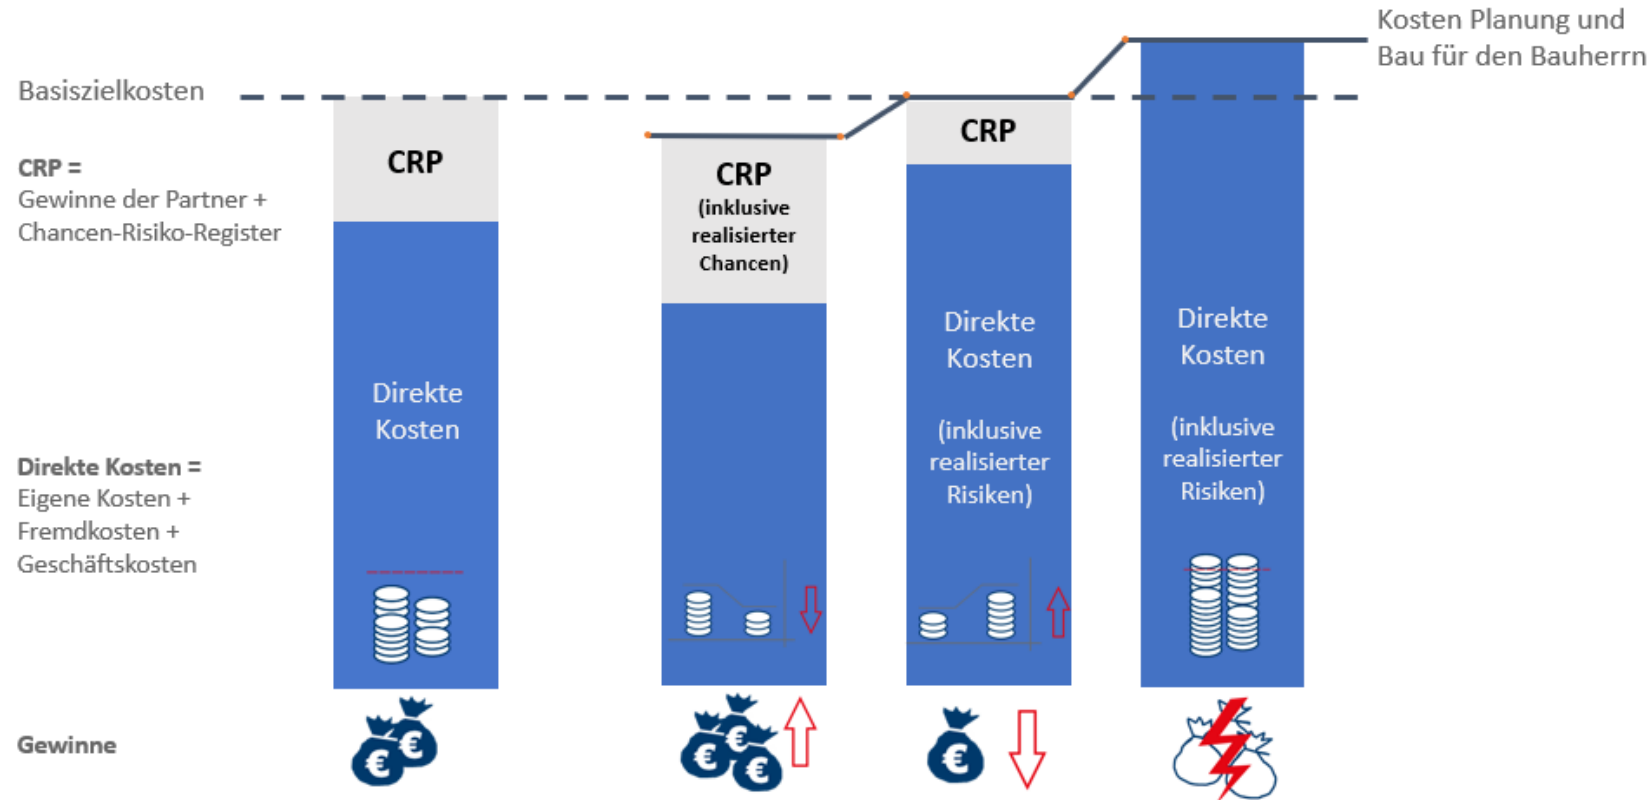 Kosten Planung und
Bau für den Bauherrn
Basiszielkosten
CRP =
Gewinne der Partner +
Chancen-Risiko-Register
Direkte Kosten =
Eigene Kosten +
Fremdkosten +
Geschäftskosten
Gewinne
CRP
Direkte
Kosten
€
€
CRP
(inklusive
realisierter
Chancen)
€
€
€
CRP
Direkte
Kosten
(inklusive
realisierter
Risiken)
€
Direkte
Kosten
(inklusive
realisierter
Risiken)